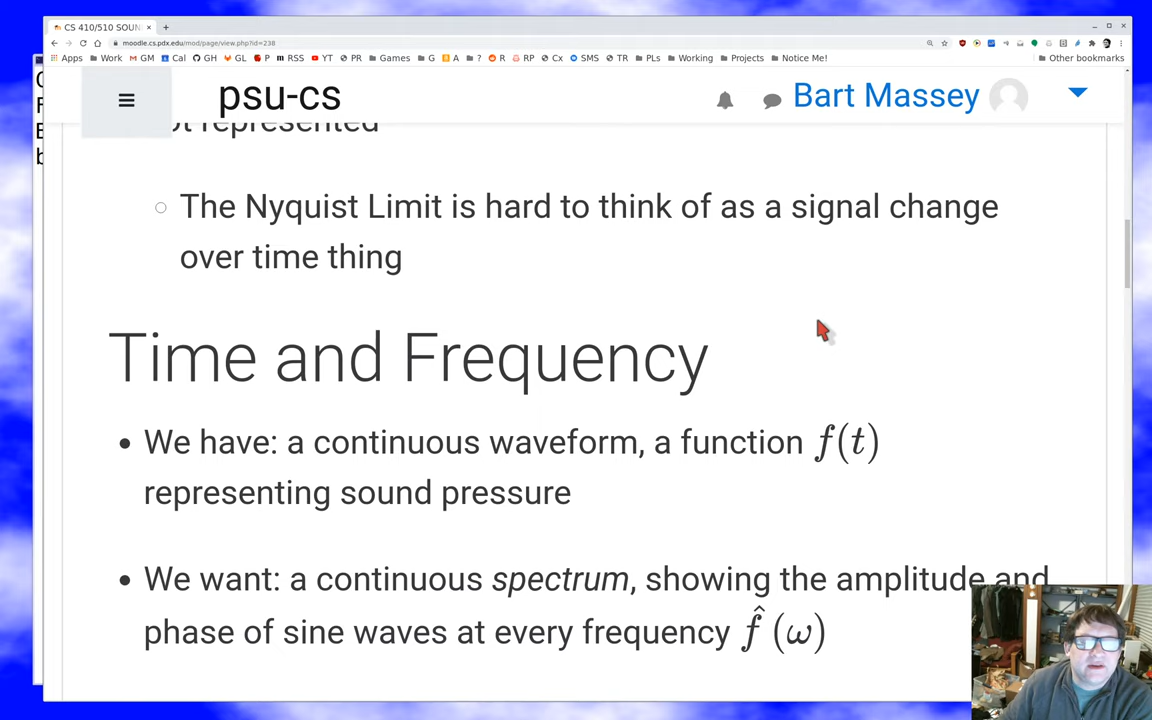 CS 410/510 SOUN
moodle.cs.pdx.edu/mod/page/view.php?id=238
Apps Work GM Cal GH GL P RSS YT PR Games G A ? R RP Cx SMS TR PLs Working Projects Notice Me! Other bookmarks
psu-cs
Bart Massey
ot represented
The Nyquist Limit is hard to think of as a signal change
over time thing
Time and Frequency
We have: a continuous waveform, a function f(t)
representing sound pressure
We want: a continuous spectrum, showing the amplitude and
phase of sine waves at every frequency f̂ (ω)